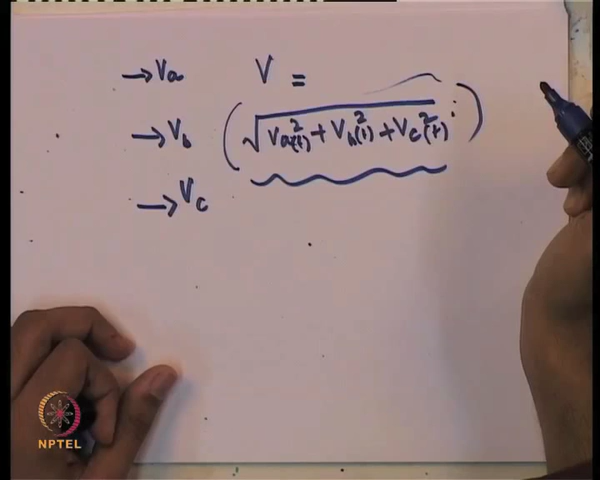 → Va V =
→ Vb (√Va²(t) + Vb²(t) + Vc²(t))
→ Vc
NPTEL